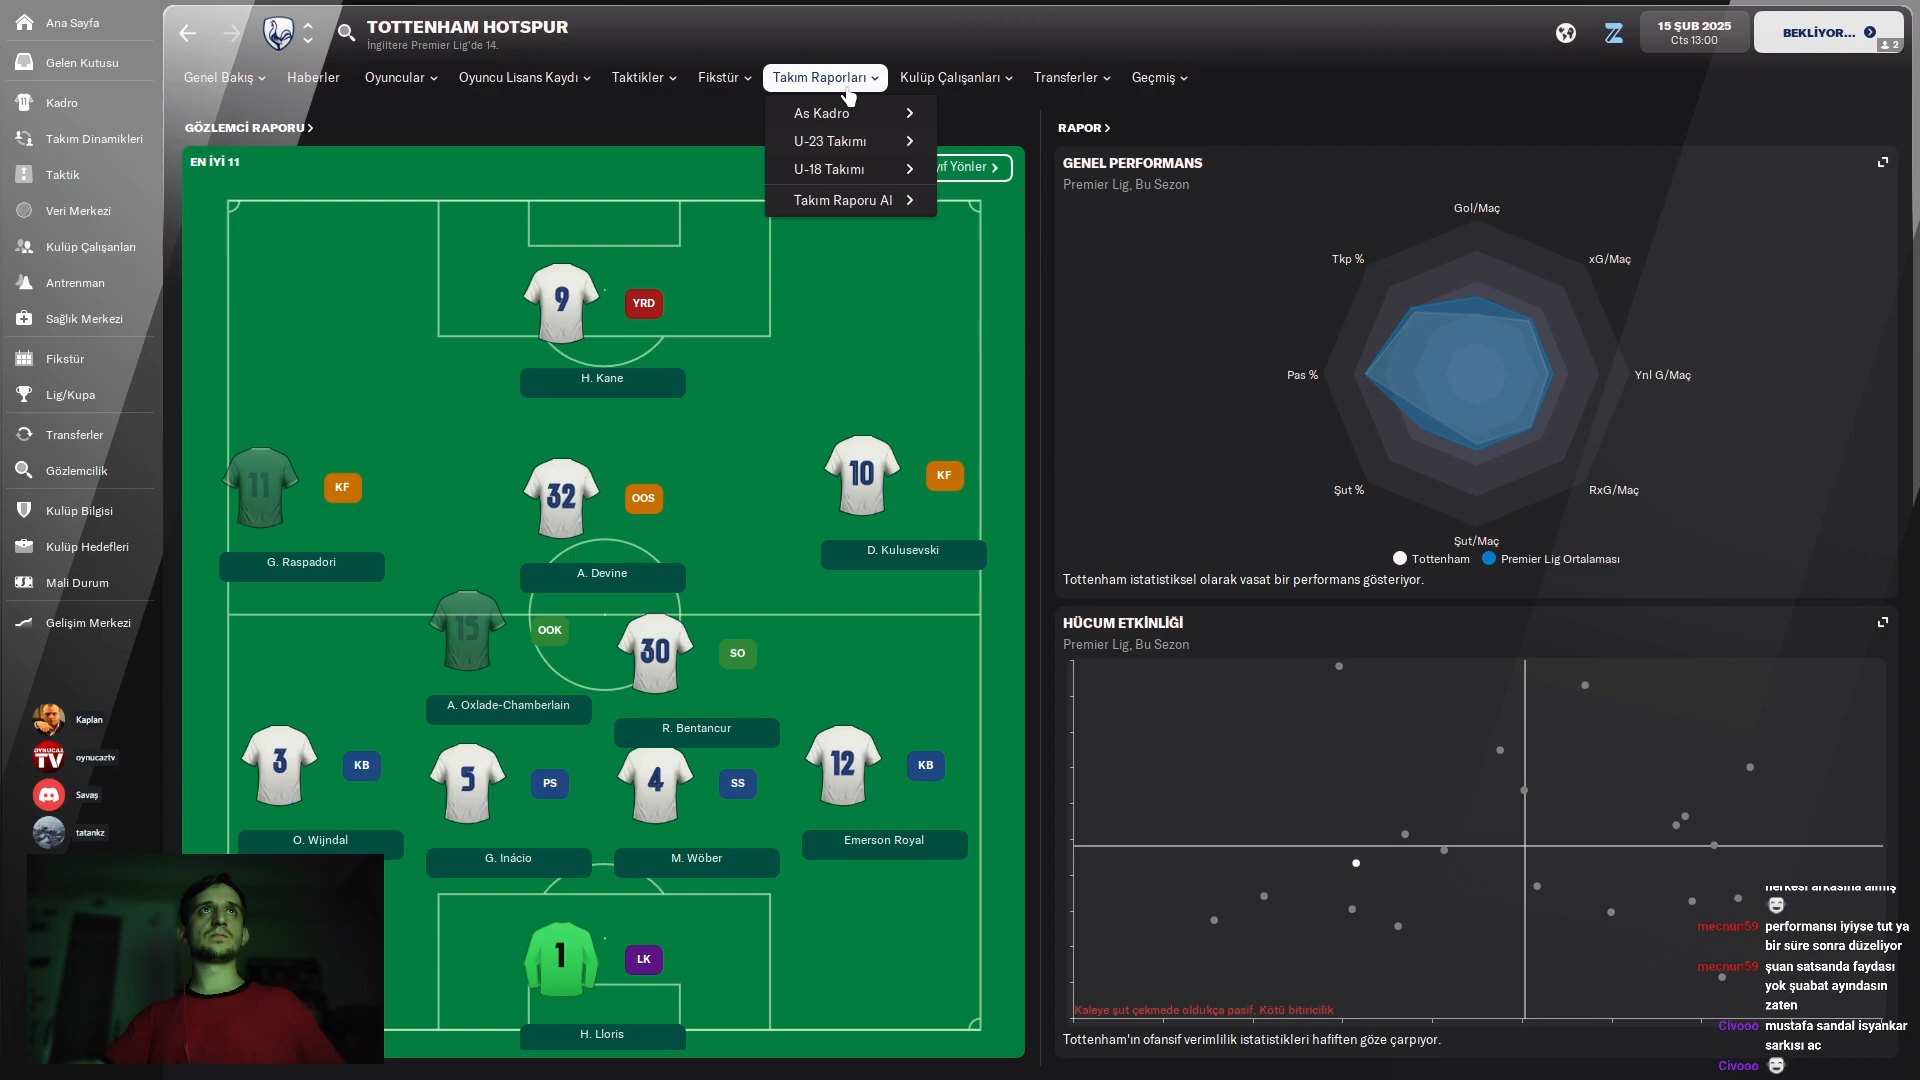 Ana Sayfa
Gelen Kutusu
Kadro
Takım Dinamikleri
Taktik
Veri Merkezi
Kulüp Çalışanları
Antrenman
Sağlık Merkezi
Fikstür
Lig/Kupa
Transferler
Gözlemcilik
Kulüp Bilgisi
Kulüp Hedefleri
Mali Durum
Gelişim Merkezi
Kaplan
oynucaztv
Savaş
tatankz
TOTTENHAM HOTSPUR
İngiltere Premier Lig'de 14.
15 ŞUB 2025
Cts 13:00
BEKLİYOR...
2
Genel Bakış
Haberler
Oyuncular
Oyuncu Lisans Kaydı
Taktikler
Fikstür
Takım Raporları
Kulüp Çalışanları
Transferler
Geçmiş
As Kadro
U-23 Takımı
U-18 Takımı
Takım Raporu Al
GÖZLEMCİ RAPORU
EN İYİ 11
Yönler
9
YRD
H. Kane
11
KF
G. Raspadori
32
OOS
A. Devine
10
KF
D. Kulusevski
15
OOK
A. Oxlade-Chamberlain
30
SO
R. Bentancur
3
KB
O. Wijndal
5
PS
G. Inácio
4
SS
M. Wöber
12
KB
Emerson Royal
1
LK
H. Lloris
RAPOR
GENEL PERFORMANS
Premier Lig, Bu Sezon
Gol/Maç
xG/Maç
Ynl G/Maç
RxG/Maç
Şut/Maç
Şut %
Pas %
Tkp %
Tottenham
Premier Lig Ortalaması
Tottenham istatistiksel olarak vasat bir performans gösteriyor.
HÜCUM ETKİNLİĞİ
Premier Lig, Bu Sezon
Kaleye şut çekmede oldukça pasif, Kötü bitiricilik
Tottenham'ın ofansif verimlilik istatistikleri hafiften göze çarpıyor.
mecnun59 performansı iyiyse tut ya
bir süre sonra düzeliyor
mecnun59 şuan satsanda faydası
yok şuabat ayındasın
zaten
Civooo mustafa sandal isyankar
sarkısı ac
Civooo